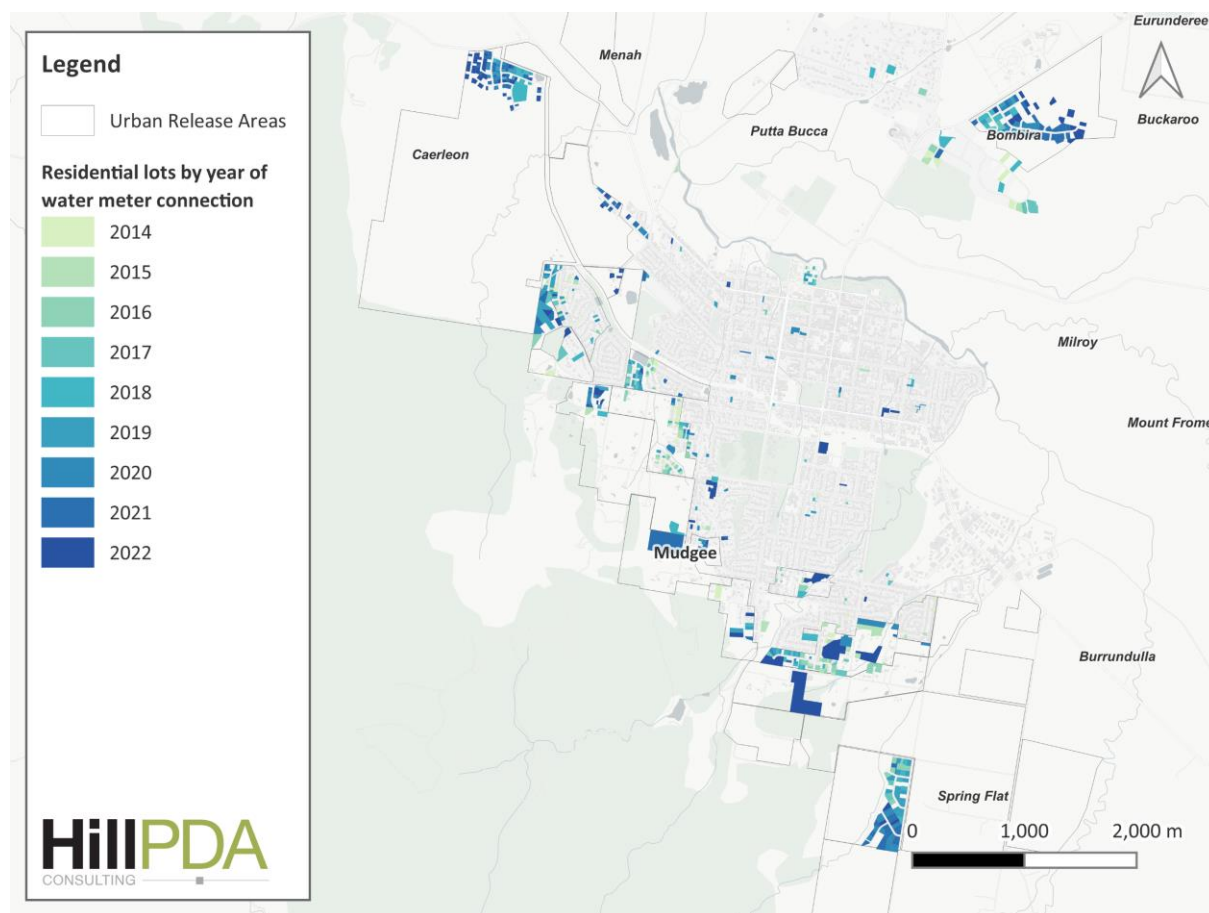 Legend
Urban Release Areas
Residential lots by year of
water meter connection
2014
2015
2016
2017
2018
2019
2020
2021
2022
HillPDA
CONSULTING
Eurunderee
Menah
Buckaroo
Putta Bucca
Bombira
Caerleon
Milroy
Mount Frome
Mudgee
Burrundulla
Spring Flat
0 1,000 2,000 m